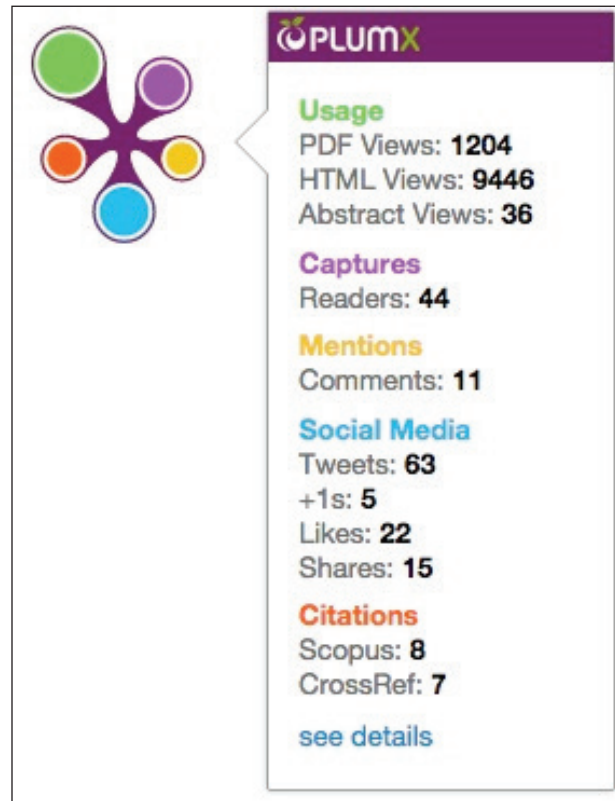 PLUMX
Usage
PDF Views: 1204
HTML Views: 9446
Abstract Views: 36
Captures
Readers: 44
Mentions
Comments: 11
Social Media
Tweets: 63
+1s: 5
Likes: 22
Shares: 15
Citations
Scopus: 8
CrossRef: 7
see details